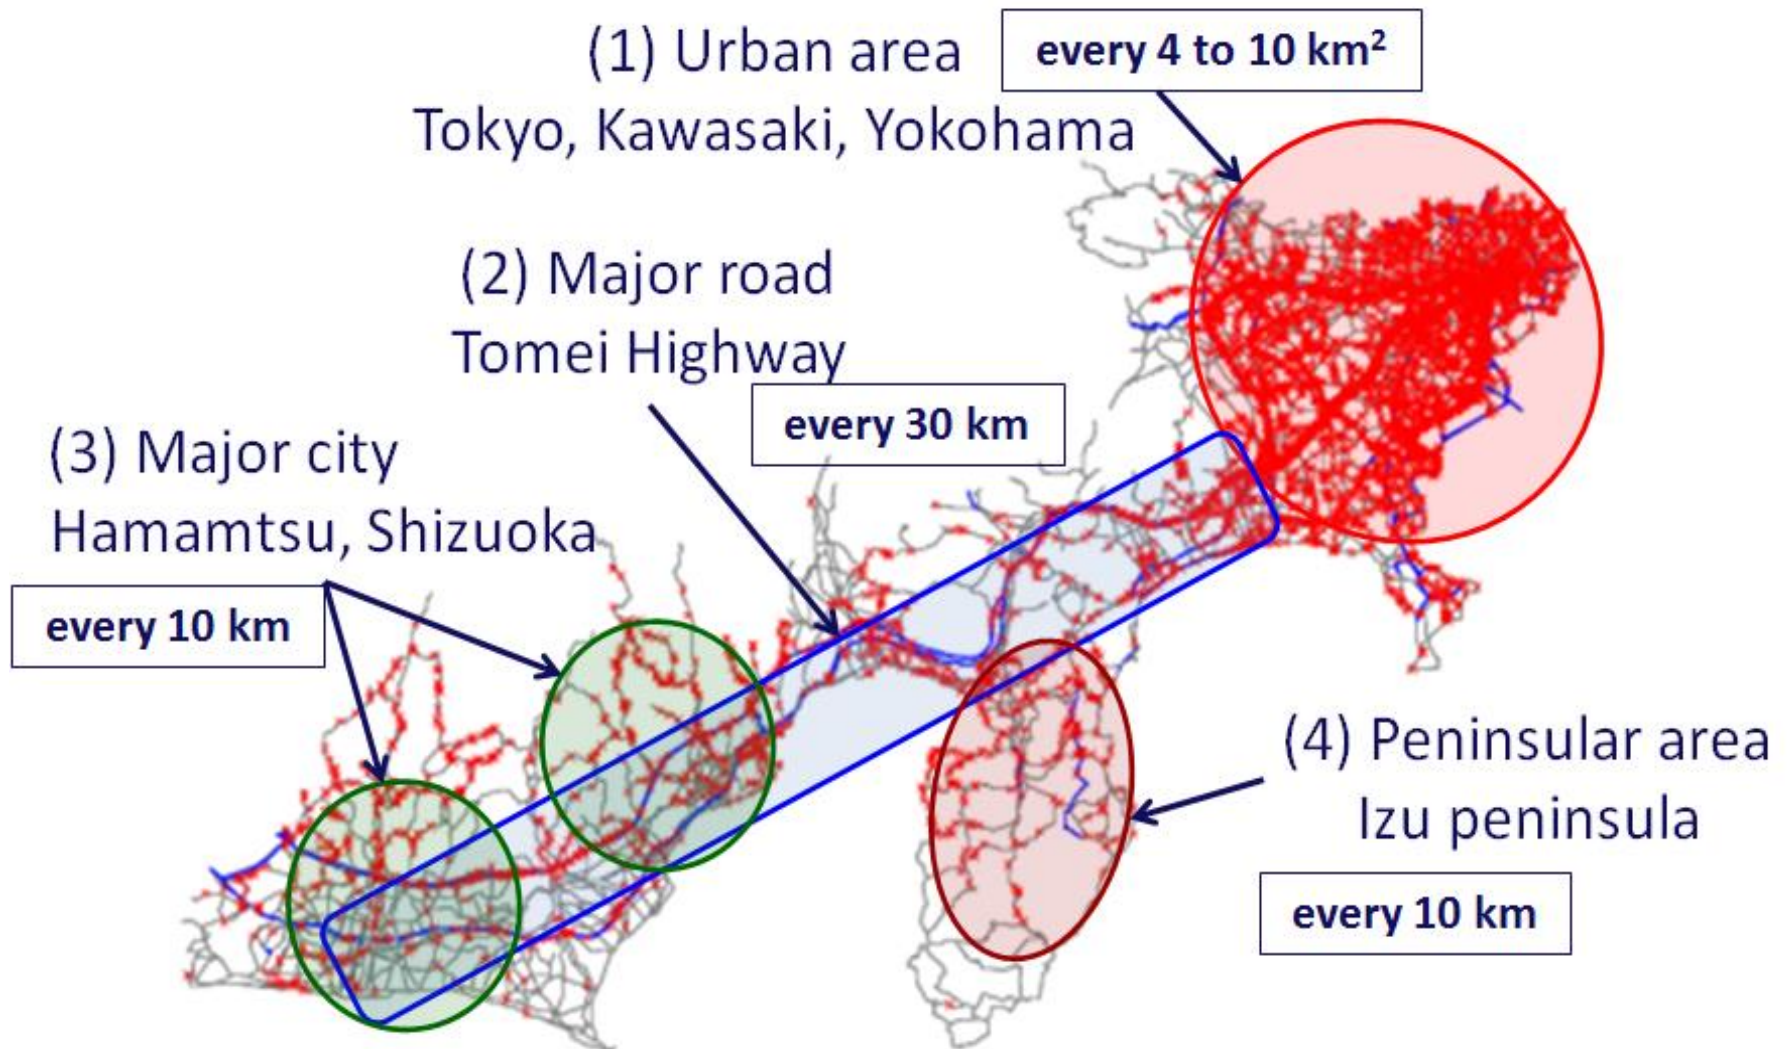 (1) Urban area
every 4 to 10 km²
Tokyo, Kawasaki, Yokohama
(2) Major road
Tomei Highway
every 30 km
(3) Major city
Hamamtsu, Shizuoka
every 10 km
(4) Peninsular area
Izu peninsula
every 10 km